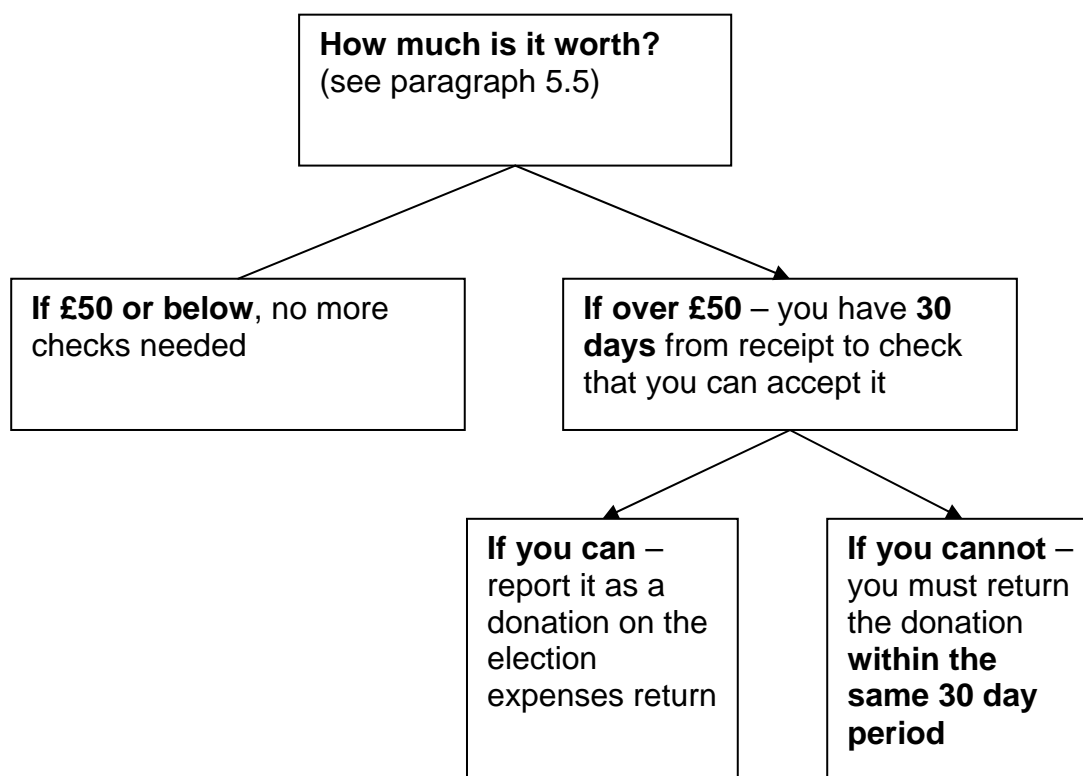 How much is it worth?
(see paragraph 5.5)
If £50 or below, no more
checks needed
If over £50 – you have 30
days from receipt to check
that you can accept it
If you can –
report it as a
donation on the
election
expenses return
If you cannot –
you must return
the donation
within the
same 30 day
period